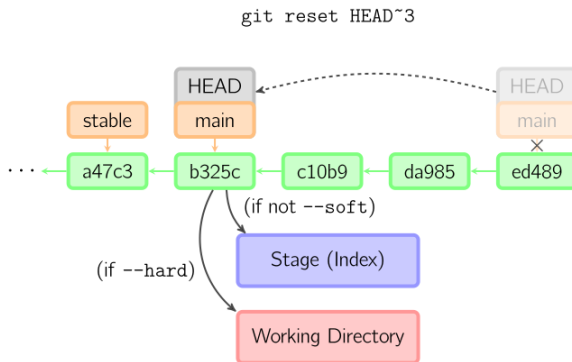 git reset HEAD~3
HEAD HEAD
stable main main
... a47c3 b325c c10b9 da985 ed489
(if not --soft)
Stage (Index)
(if --hard)
Working Directory